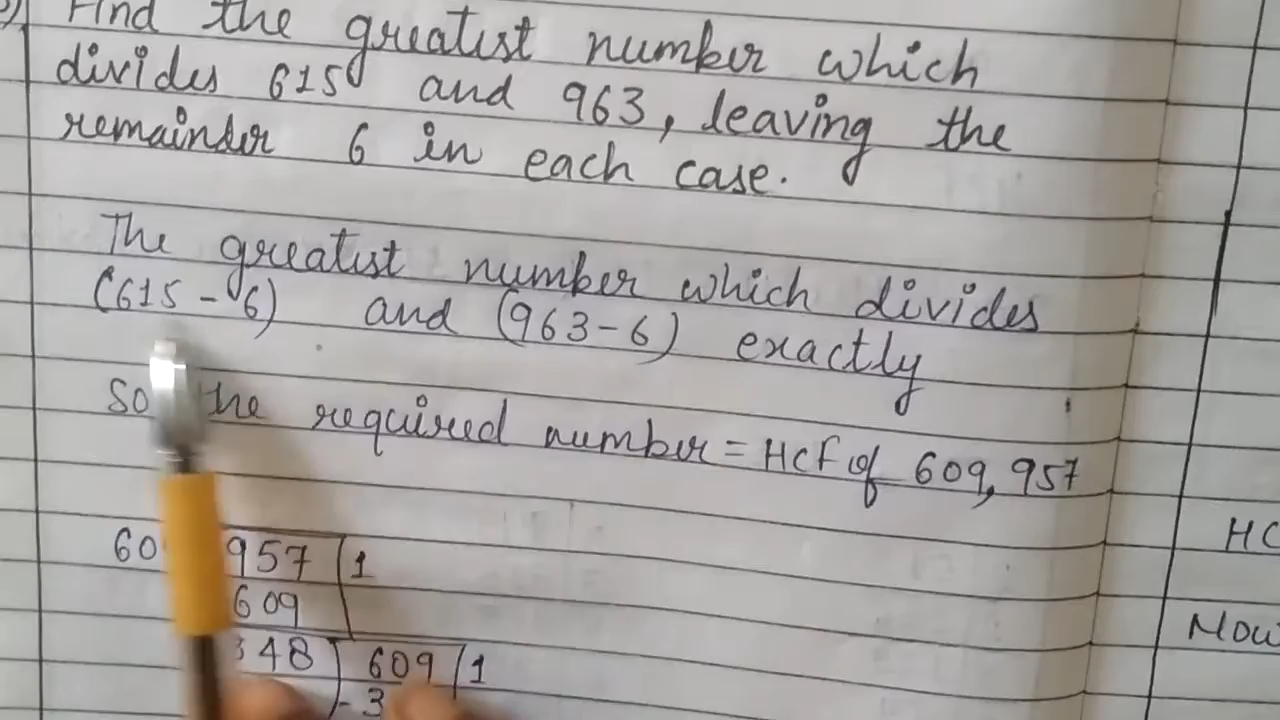 Find the greatest number which
divides 615 and 963, leaving the
remainder 6 in each case.
The greatest number which divides
(615-6) and (963-6) exactly
So the required number = HCF of 609, 957
957 1
609
348 609 1
- 3
HC
Now